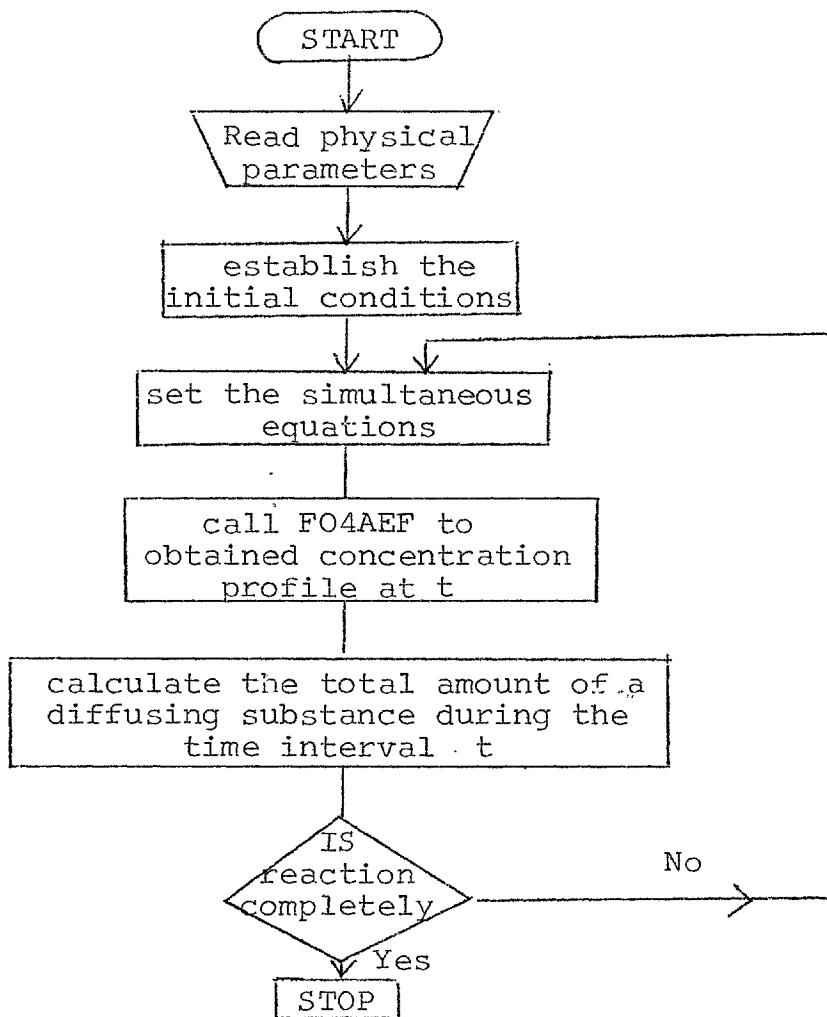 START
Read physical
parameters
establish the
initial conditions
set the simultaneous
equations
call FO4AEF to
obtained concentration
profile at t
calculate the total amount of a
diffusing substance during the
time interval t
IS
reaction
completely
No
Yes
STOP